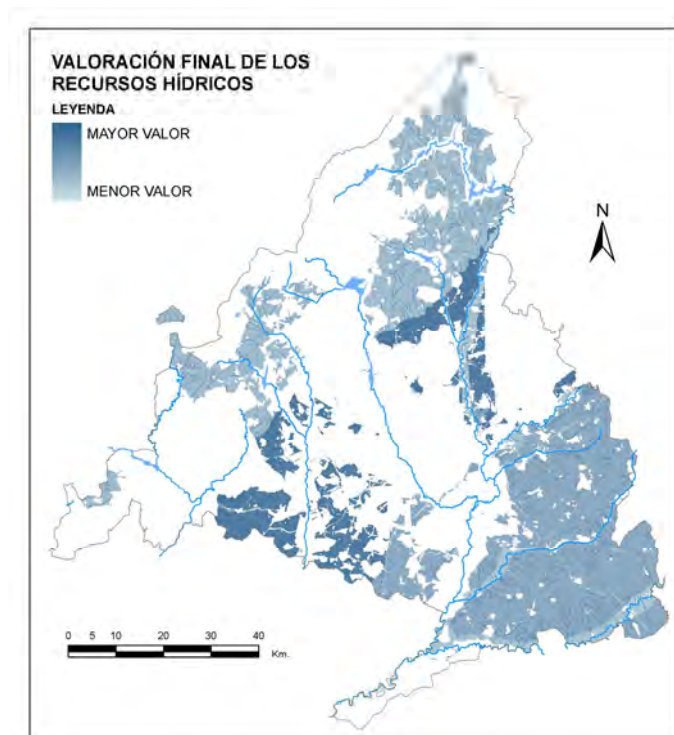 VALORACIÓN FINAL DE LOS
RECURSOS HÍDRICOS
LEYENDA
MAYOR VALOR
MENOR VALOR
N
0 5 10 20 30 40
Km.